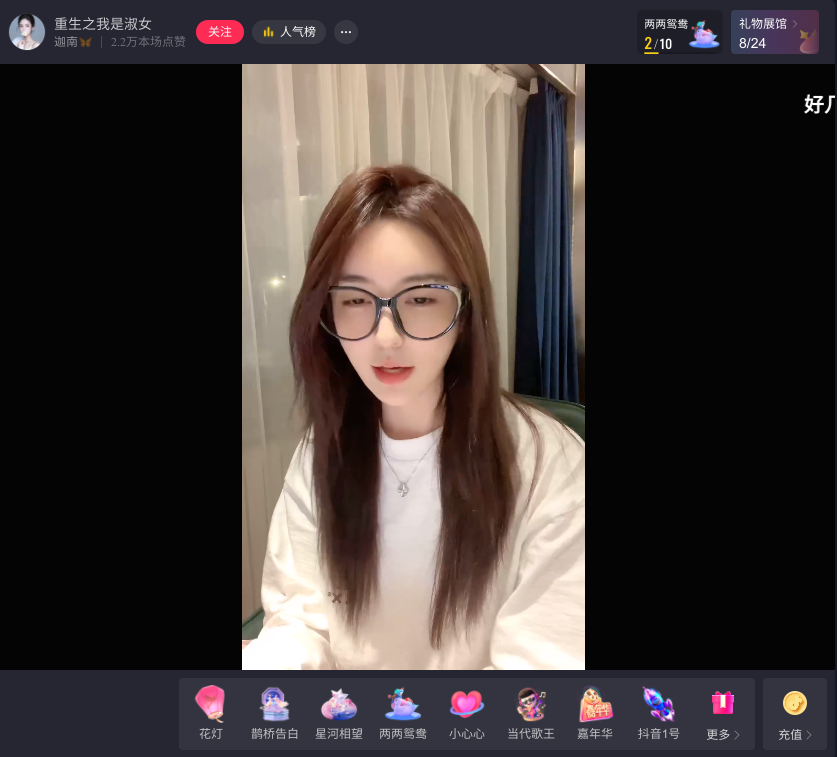 重生之我是淑女
迦南 2.2万本场点赞
关注
人气榜
两两鸳鸯
2/10
礼物展馆
8/24
好
花灯
鹊桥告白
星河相望
两两鸳鸯
小心心
当代歌王
嘉年华
嘉年华
抖音1号
更多
充值